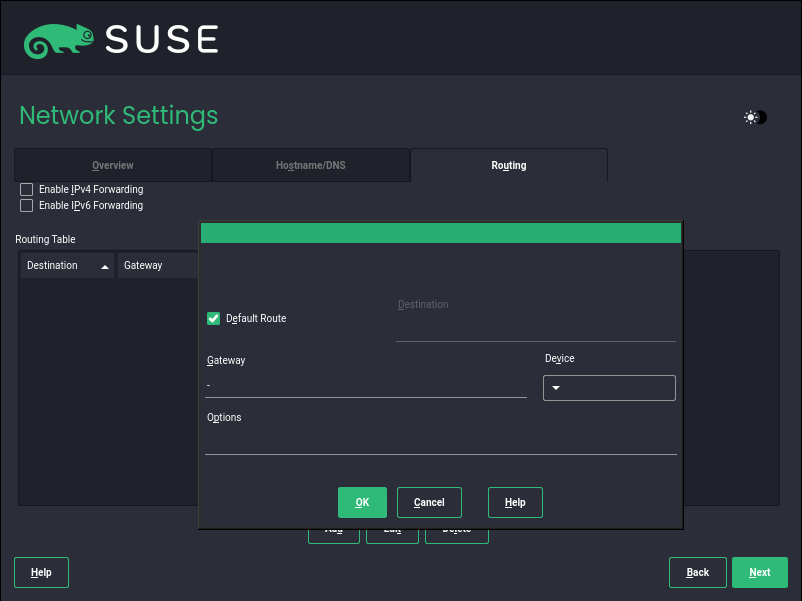 SUSE
Network Settings
Overview Hostname/DNS Routing
Enable IPv4 Forwarding
Enable IPv6 Forwarding
Routing Table
Destination Gateway
Destination
Default Route
Gateway Device
-
Options
OK Cancel Help
Add Edit Delete
Help Back Next